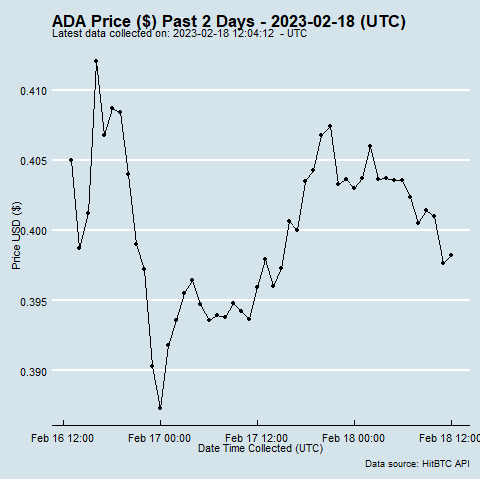 ADA Price ($) Past 2 Days - 2023-02-18 (UTC)
Latest data collected on: 2023-02-18 12:04:12 - UTC
Price USD ($)
0.410
0.405
0.400
0.395
0.390
Feb 16 12:00 Feb 17 00:00 Feb 17 12:00 Feb 18 00:00 Feb 18 12:00
Date Time Collected (UTC)
Data source: HitBTC API